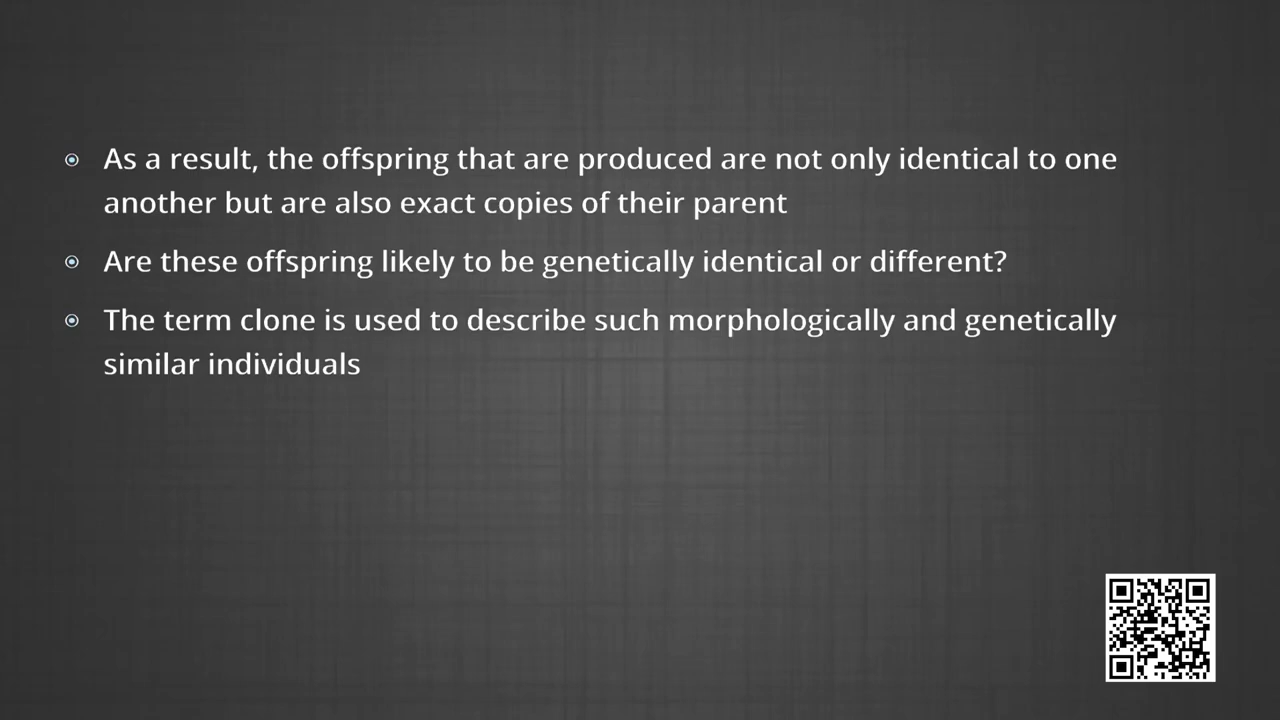 As a result, the offspring that are produced are not only identical to one
another but are also exact copies of their parent
Are these offspring likely to be genetically identical or different?
The term clone is used to describe such morphologically and genetically
similar individuals